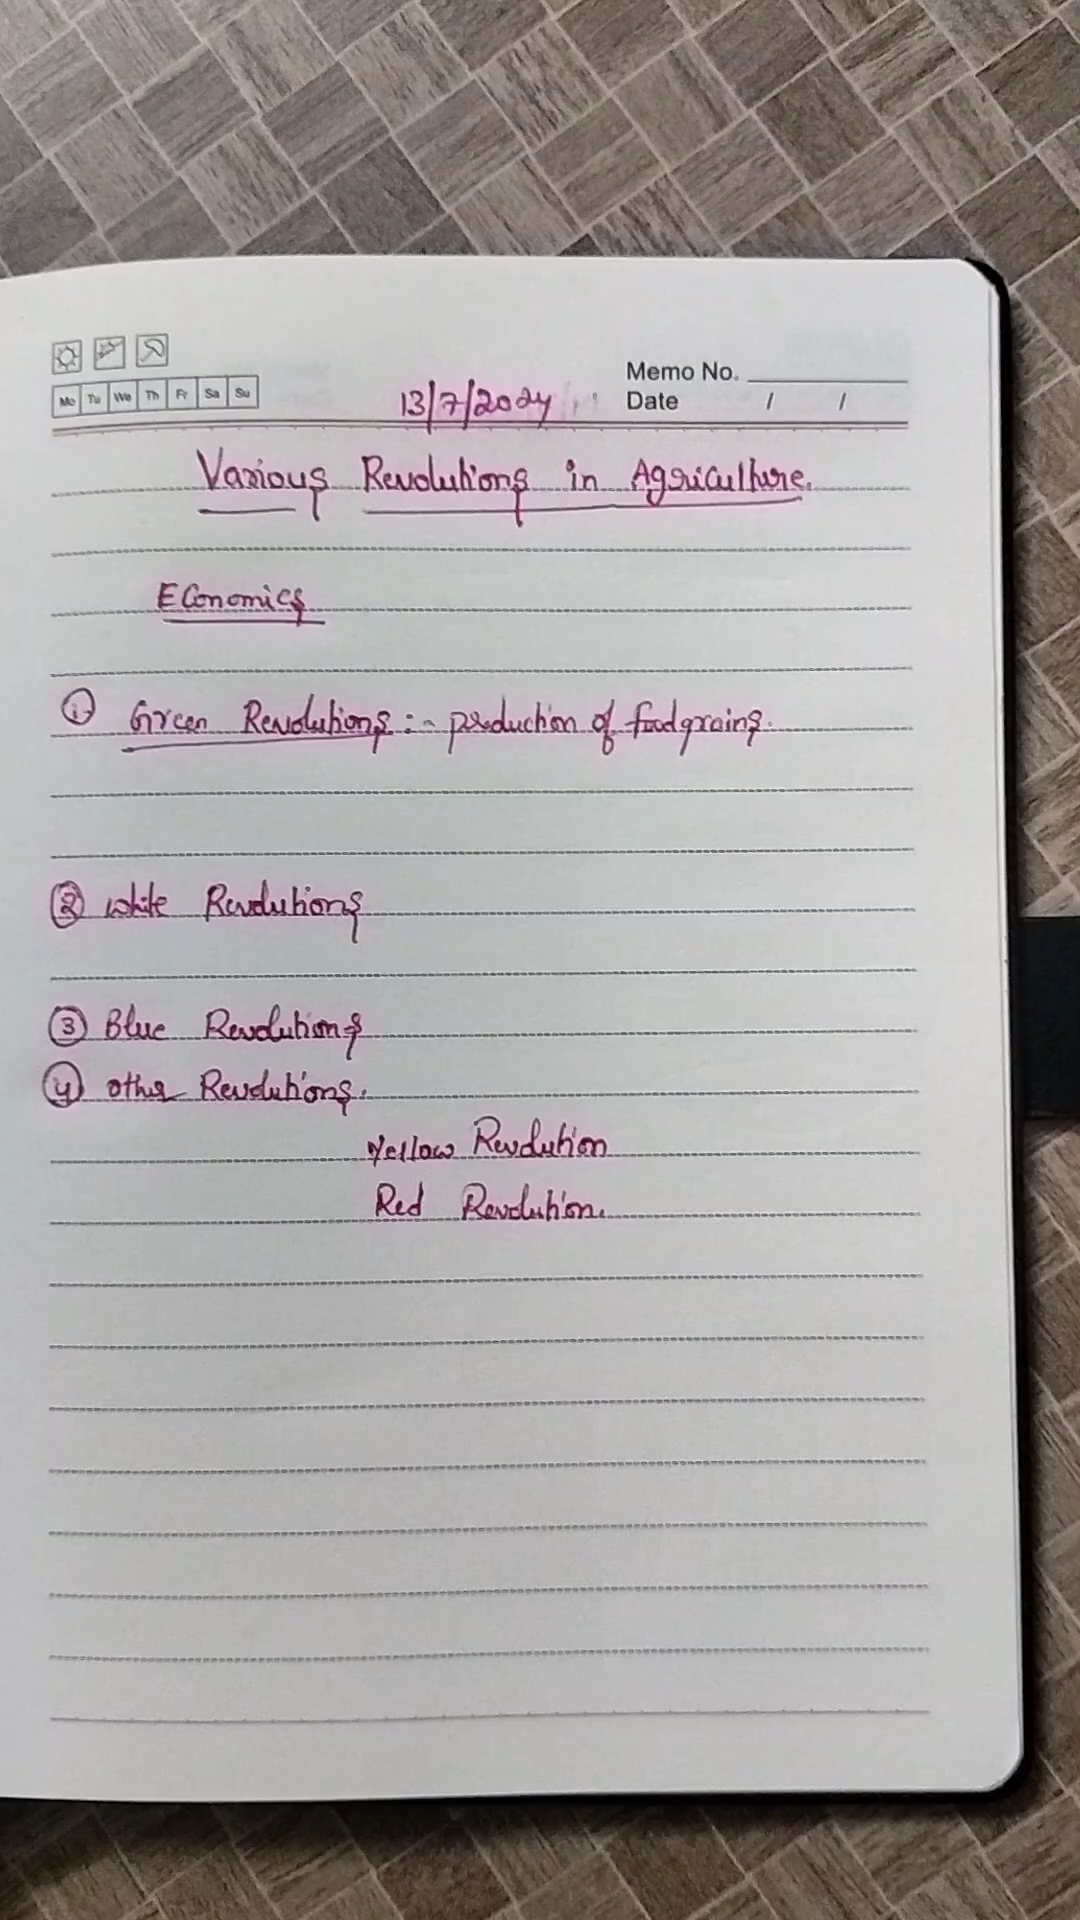 Mo Tu We Th Fr Sa Su
Memo No.
13/7/2024
Date / /
Various Revolutions in Agriculture.
Economics
① Green Revolutions :- production of foodgrains.
② white Revolutions
③ Blue Revolutions
④ other Revolutions.
Yellow Revolution
Red Revolution.